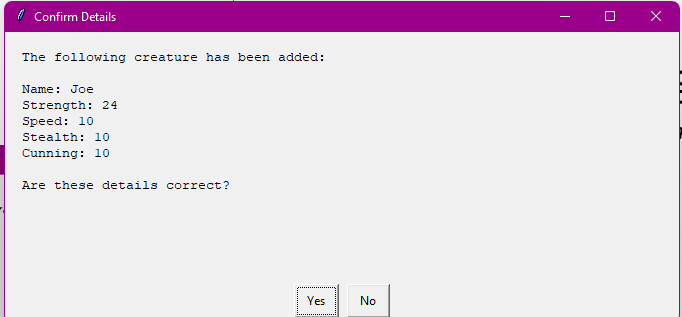 Confirm Details
The following creature has been added:
Name: Joe
Strength: 24
Speed: 10
Stealth: 10
Cunning: 10
Are these details correct?
Yes
No